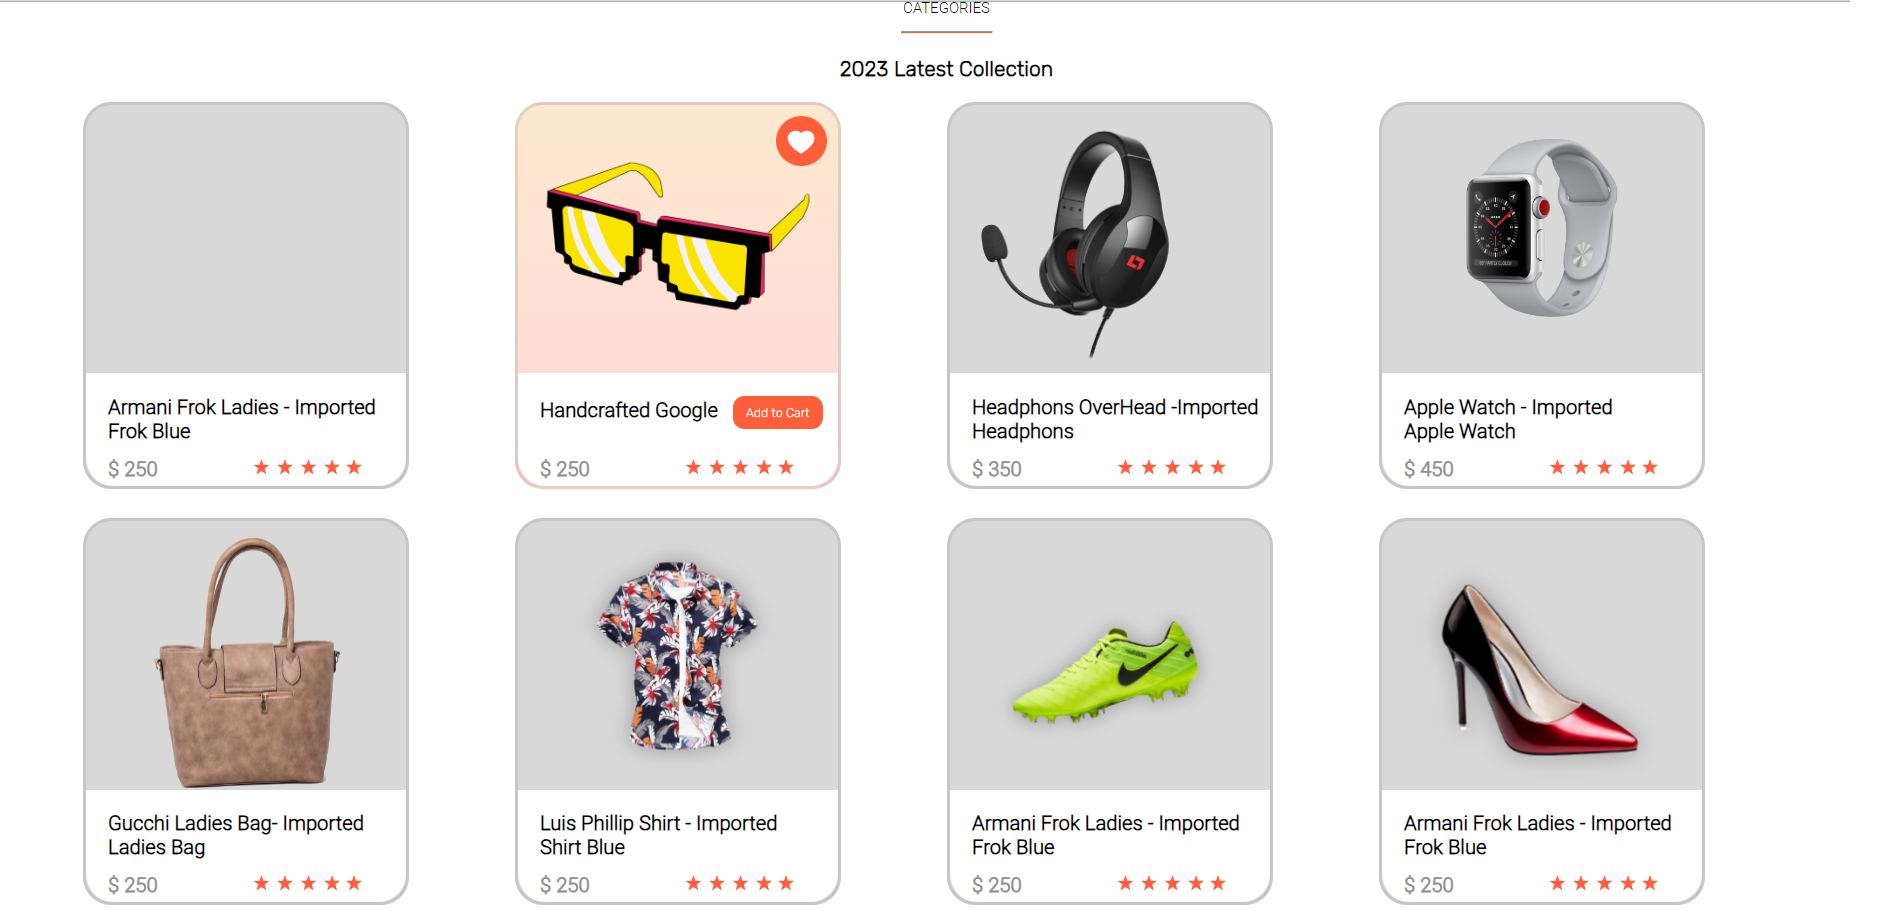 CATEGORIES
2023 Latest Collection
Armani Frok Ladies - Imported
Frok Blue
$ 250
Handcrafted Google
Add to Cart
$ 250
Headphons OverHead -Imported
Headphons
$ 350
Apple Watch - Imported
Apple Watch
$ 450
Gucchi Ladies Bag- Imported
Ladies Bag
$ 250
Luis Phillip Shirt - Imported
Shirt Blue
$ 250
Armani Frok Ladies - Imported
Frok Blue
$ 250
Armani Frok Ladies - Imported
Frok Blue
$ 250